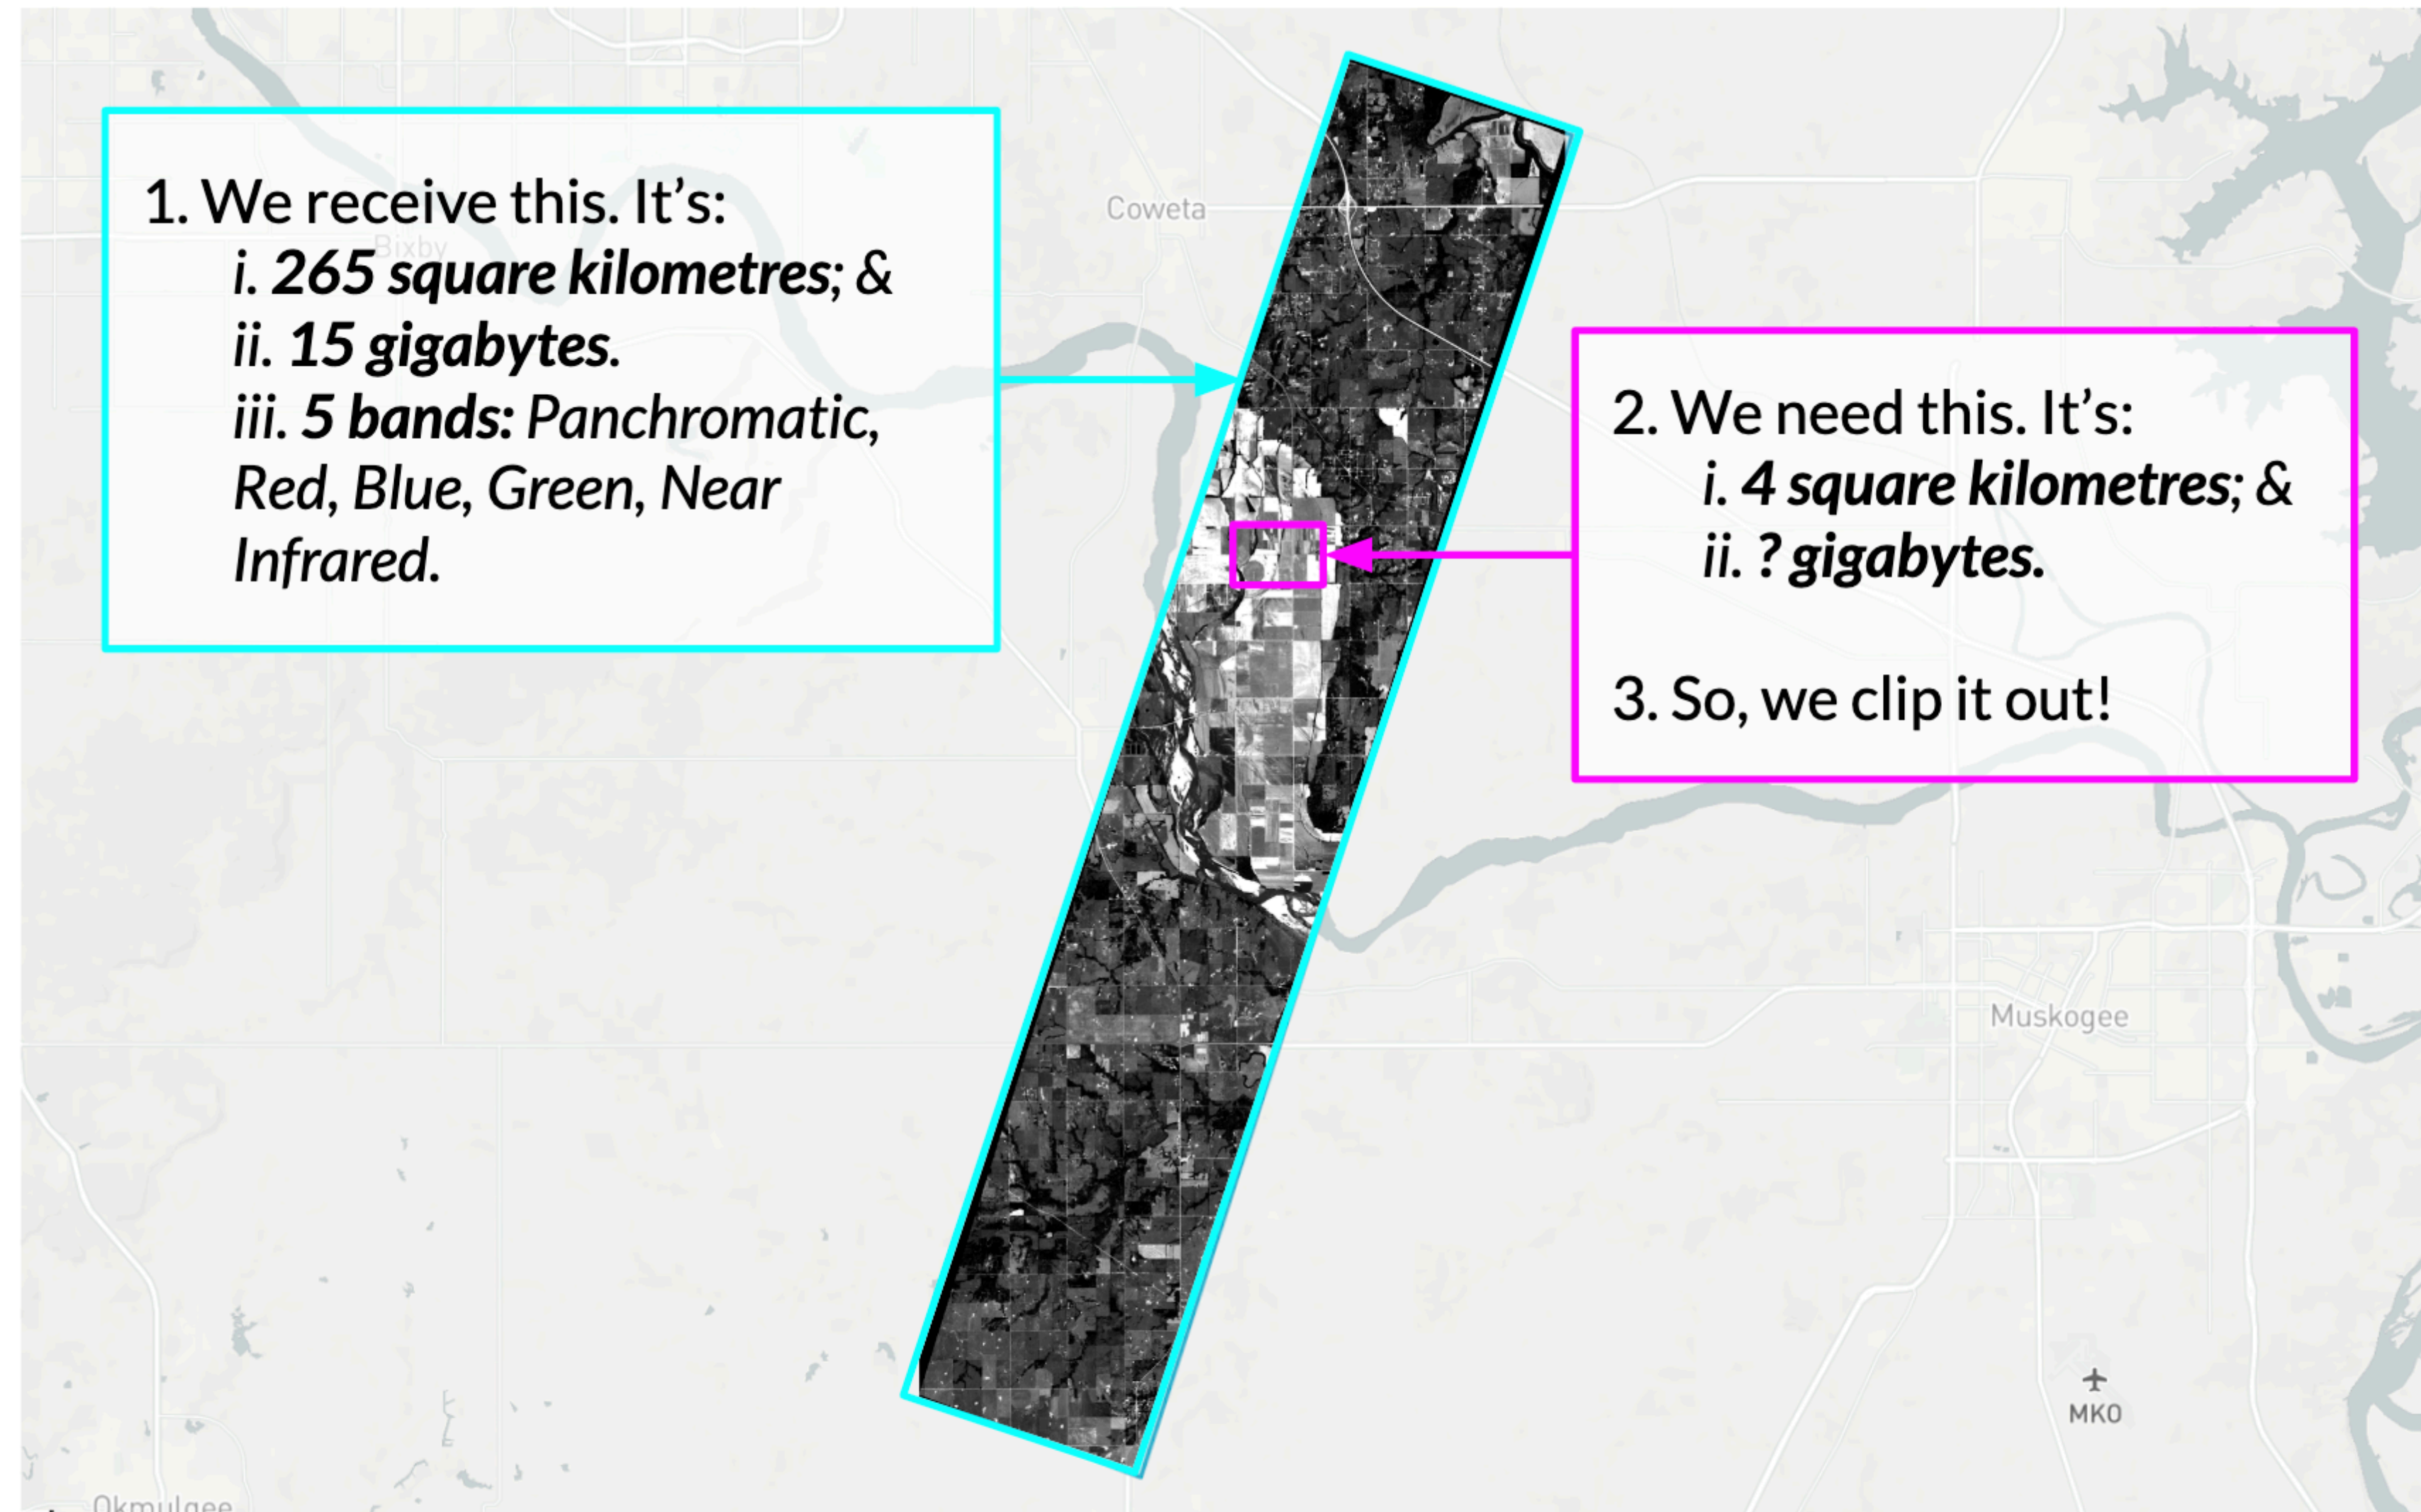 1. We receive this. It's:
i. 265 square kilometres; &
ii. 15 gigabytes.
iii. 5 bands: Panchromatic,
Red, Blue, Green, Near
Infrared.
Bixby
Coweta
2. We need this. It's:
i. 4 square kilometres; &
ii. ? gigabytes.
3. So, we clip it out!
Muskogee
MKO
Okmulgee